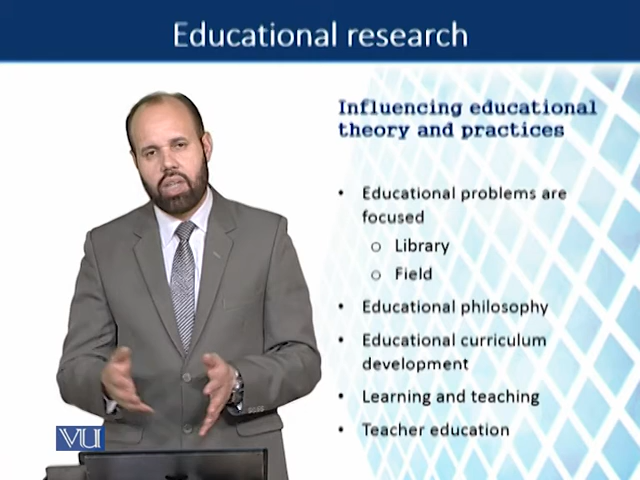 Educational research
Influencing educational
theory and practices
• Educational problems are
focused
o Library
o Field
• Educational philosophy
• Educational curriculum
development
• Learning and teaching
• Teacher education
VU